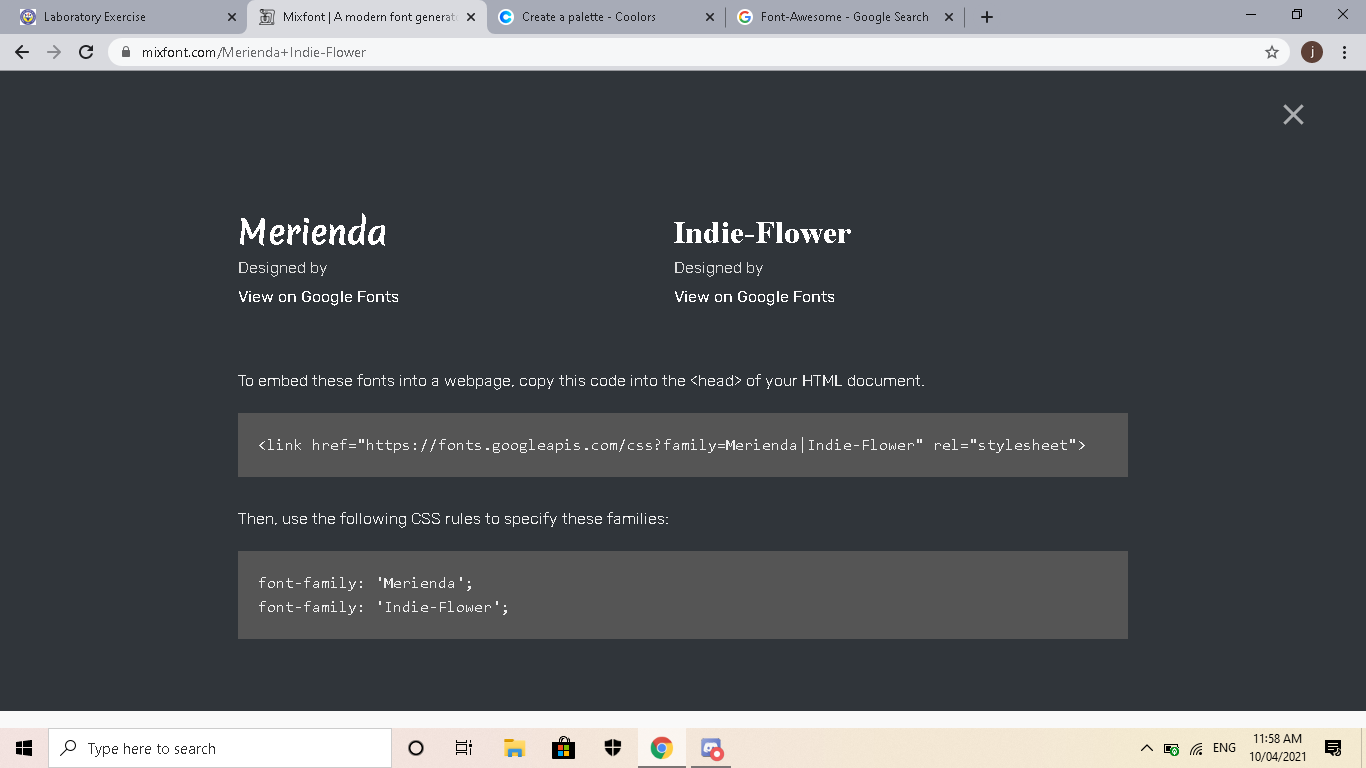 Laboratory Exercise
Mixfont | A modern font generat
Create a palette - Coolors
Font-Awesome - Google Search
mixfont.com/Merienda+Indie-Flower
j
Merienda
Designed by
View on Google Fonts
Indie-Flower
Designed by
View on Google Fonts
To embed these fonts into a webpage, copy this code into the <head> of your HTML document.
<link href="https://fonts.googleapis.com/css?family=Merienda|Indie-Flower" rel="stylesheet">
Then, use the following CSS rules to specify these families:
font-family: 'Merienda';
font-family: 'Indie-Flower';
Type here to search
ENG
11:58 AM
10/04/2021